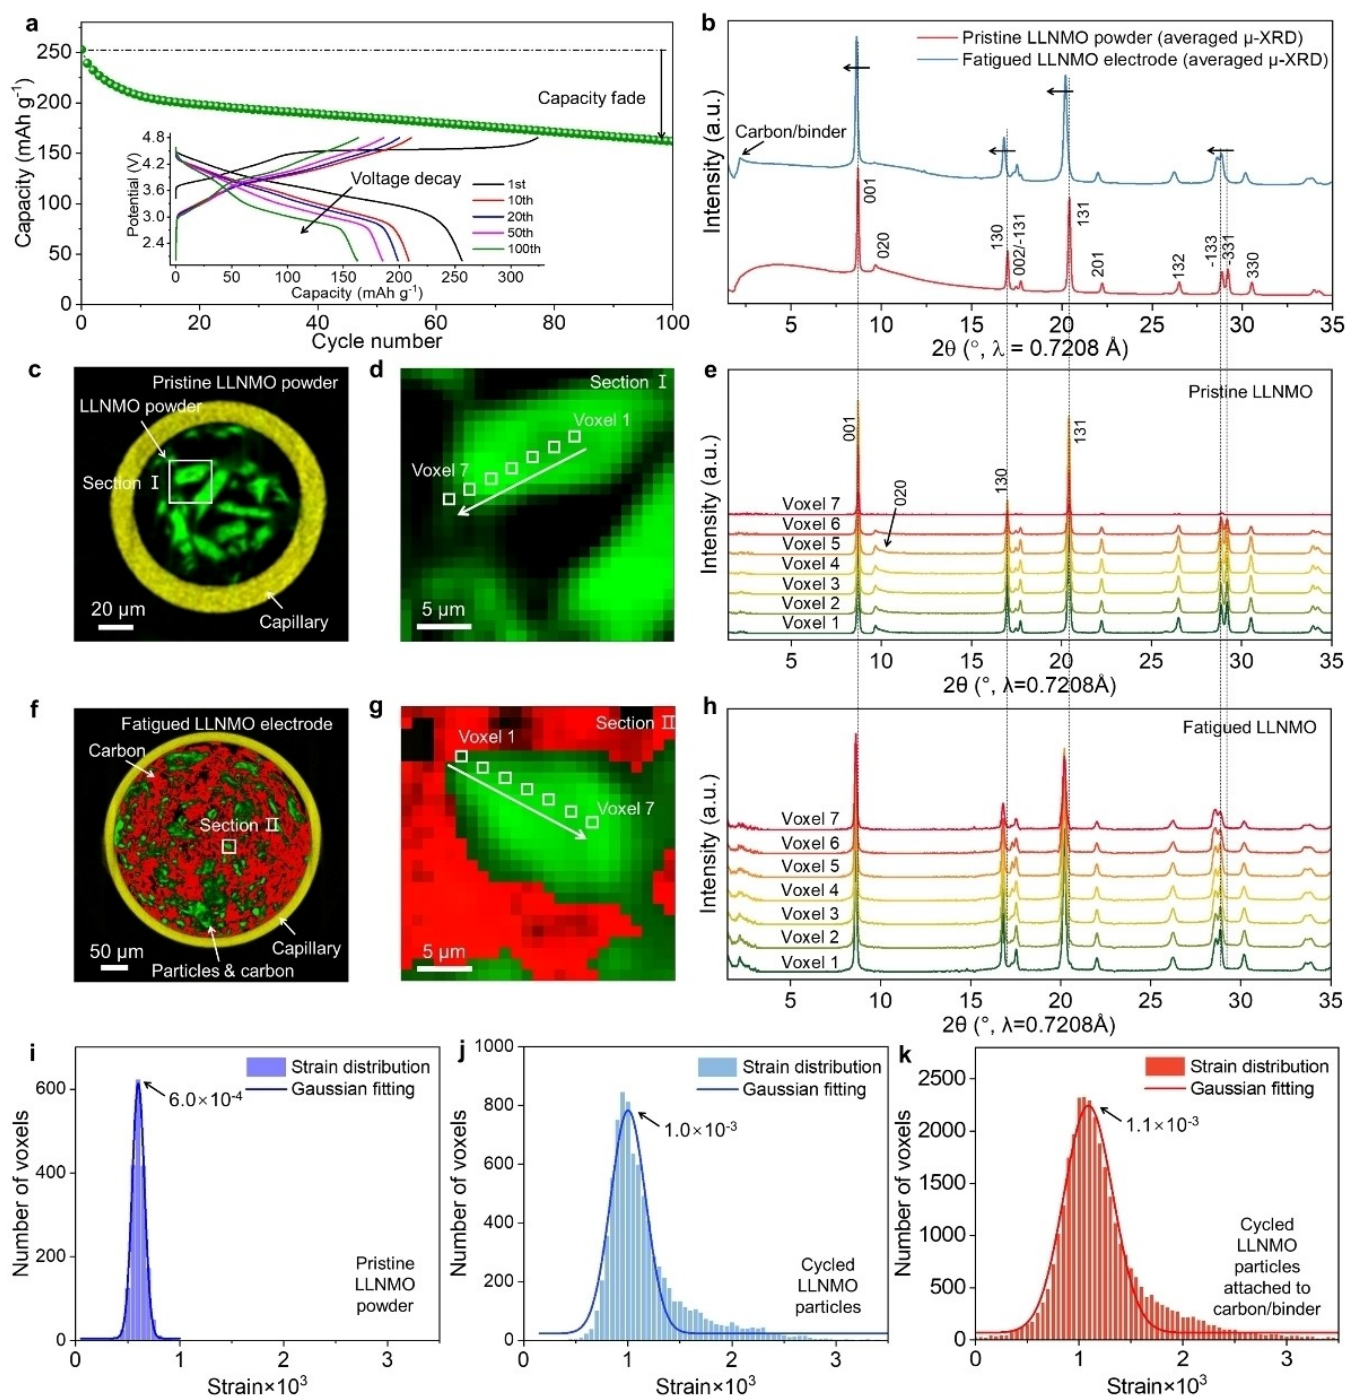 a
250
200
150
100
50
0
Capacity (mAh g⁻¹)
0
20
40
60
80
100
Cycle number
Capacity fade
4.8
4.2
3.6
3.0
2.4
Potential (V)
Voltage decay
1st
10th
20th
50th
100th
0
50
100
150
200
250
300
Capacity (mAh g⁻¹)
b
Pristine LLNMO powder (averaged μ-XRD)
Fatigued LLNMO electrode (averaged μ-XRD)
Carbon/binder
Intensity (a.u.)
001
020
130
002/-131
131
201
132
-133
-331
330
5
10
15
20
25
30
35
2θ (°, λ = 0.7208 Å)
c
Pristine LLNMO powder
LLNMO powder
Section I
20 μm
Capillary
d
Section I
Voxel 1
Voxel 7
5 μm
e
Pristine LLNMO
Intensity (a.u.)
001
020
130
131
Voxel 7
Voxel 6
Voxel 5
Voxel 4
Voxel 3
Voxel 2
Voxel 1
5
10
15
20
25
30
35
2θ (°, λ=0.7208Å)
f
Fatigued LLNMO electrode
Carbon
Section II
50 μm
Capillary
Particles & carbon
g
Section II
Voxel 1
Voxel 7
5 μm
h
Fatigued LLNMO
Intensity (a.u.)
Voxel 7
Voxel 6
Voxel 5
Voxel 4
Voxel 3
Voxel 2
Voxel 1
5
10
15
20
25
30
35
2θ (°, λ=0.7208Å)
i
Strain distribution
Gaussian fitting
6.0×10⁻⁴
600
400
200
0
Number of voxels
Pristine
LLNMO
powder
0
1
2
3
Strain×10³
j
Strain distribution
Gaussian fitting
1.0×10⁻³
1000
800
600
400
200
0
Number of voxels
Cycled
LLNMO
particles
0
1
2
3
Strain×10³
k
Strain distribution
Gaussian fitting
1.1×10⁻³
2500
2000
1500
1000
500
0
Number of voxels
Cycled
LLNMO
particles
attached to
carbon/binder
0
1
2
3
Strain×10³